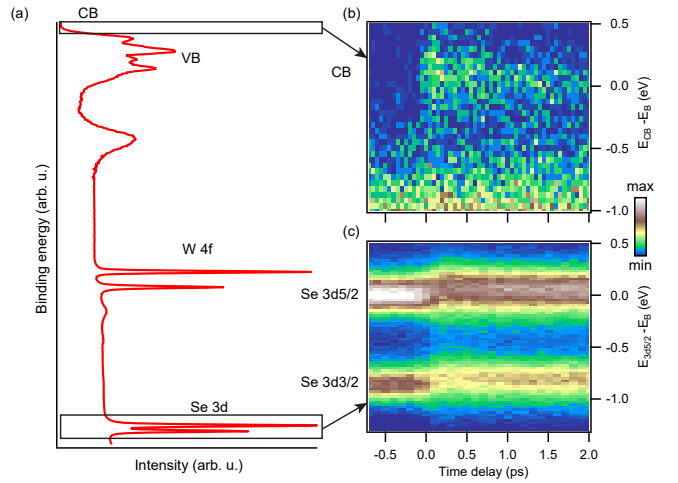 (a)
CB
VB
W 4f
Se 3d
Binding energy (arb. u.)
Intensity (arb. u.)
(b)
CB
0.5
0.0
-0.5
-1.0
E_CB -E_B (eV)
max
min
(c)
Se 3d5/2
Se 3d3/2
0.5
0.0
-0.5
-1.0
E_3d5/2 -E_B (eV)
-0.5
0.0
0.5
1.0
1.5
2.0
Time delay (ps)